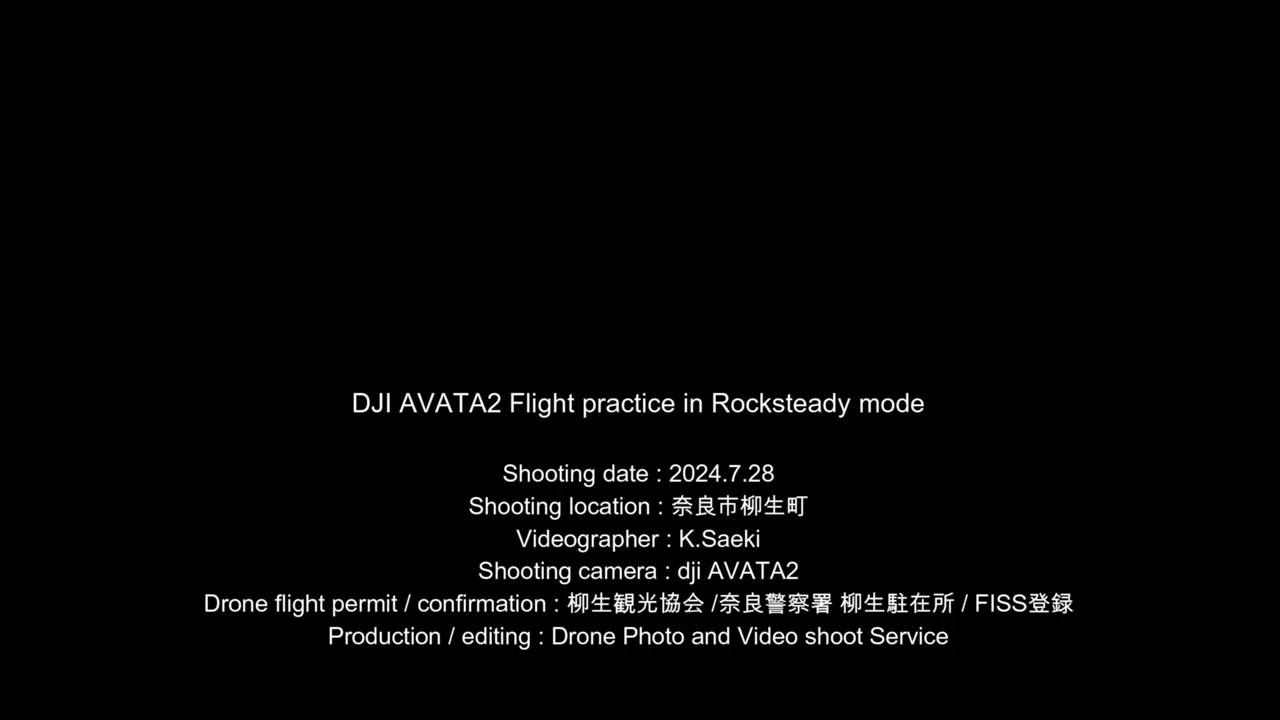 DJI AVATA2 Flight practice in Rocksteady mode
Shooting date : 2024.7.28
Shooting location : 奈良市柳生町
Videographer : K.Saeki
Shooting camera : dji AVATA2
Drone flight permit / confirmation : 柳生観光協会 /奈良警察署 柳生駐在所 / FISS登録
Production / editing : Drone Photo and Video shoot Service